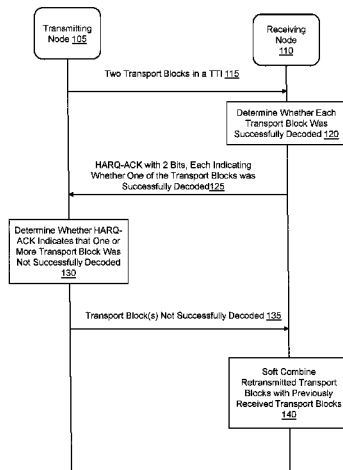 Transmitting
Node 105
Receiving
Node
110
Two Transport Blocks in a TTI 115
Determine Whether Each
Transport Block Was
Successfully Decoded 120
HARQ-ACK with 2 Bits, Each Indicating
Whether One of the Transport Blocks was
Successfully Decoded125
Determine Whether HARQ-
ACK Indicates that One or
More Transport Block Was
Not Successfully Decoded
130
Transport Block(s) Not Successfully Decoded 135
Soft Combine
Retransmitted Transport
Blocks with Previously
Received Transport Blocks
140